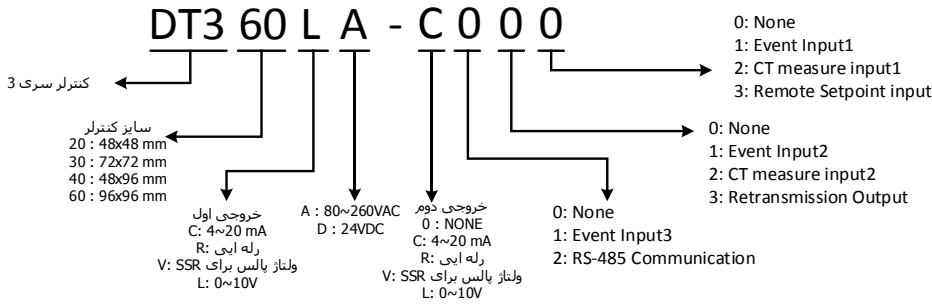 DT3 60 L A - C 0 0 0
کنترلر سری 3
سایز کنترلر
20 : 48x48 mm
30 : 72x72 mm
40 : 48x96 mm
60 : 96x96 mm
خروجی اول
C: 4~20 mA
رله ایی :R
ولتاژ پالس برای V: SSR
L: 0~10V
A : 80~260VAC
D : 24VDC
خروجی دوم
0 : NONE
C: 4~20 mA
رله ایی :R
ولتاژ پالس برای V: SSR
L: 0~10V
0: None
1: Event Input3
2: RS-485 Communication
0: None
1: Event Input2
2: CT measure input2
3: Retransmission Output
0: None
1: Event Input1
2: CT measure input1
3: Remote Setpoint input